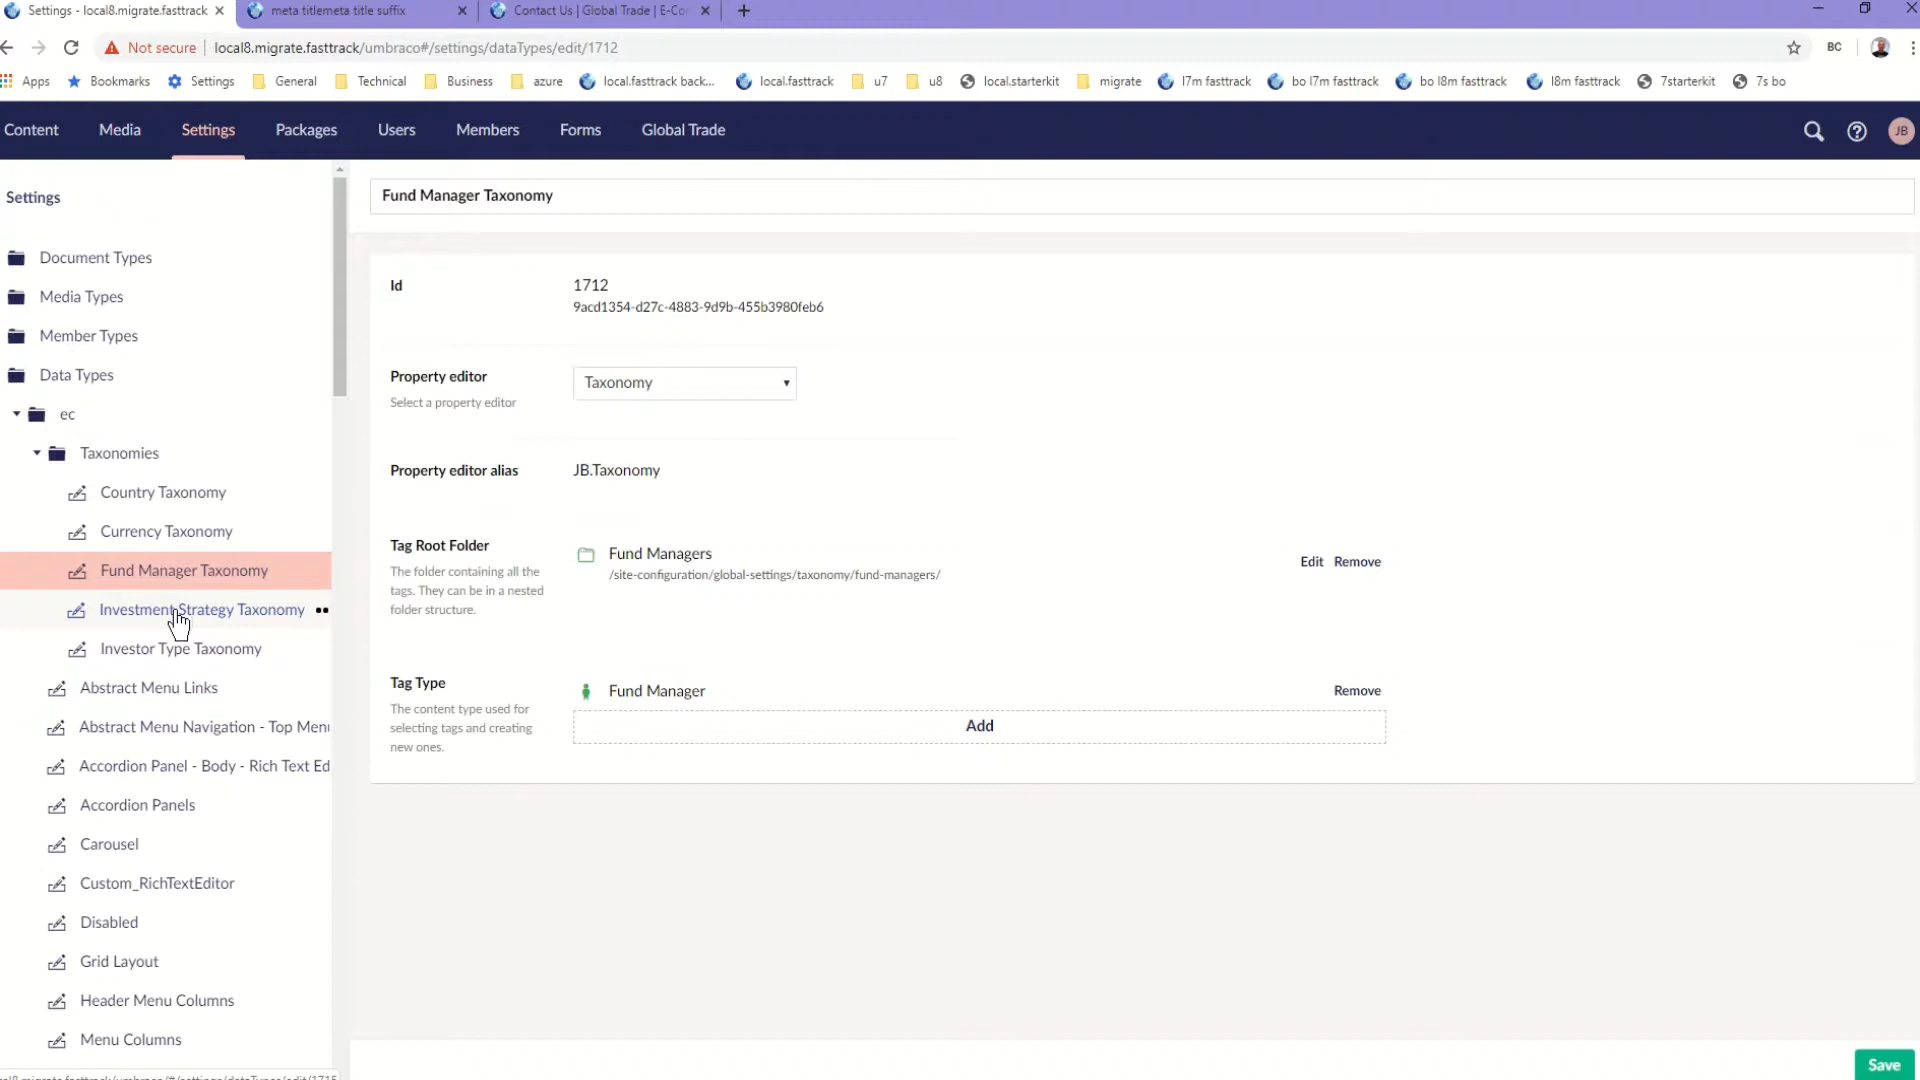 Settings - local8.migrate.fasttrack
meta titlemeta title suffix
Contact Us | Global Trade | E-Co
Not secure
local8.migrate.fasttrack/umbraco#/settings/dataTypes/edit/1712
BC
Apps
Bookmarks
Settings
General
Technical
Business
azure
local.fasttrack back...
local.fasttrack
u7
u8
local.starterkit
migrate
l7m fasttrack
bo l7m fasttrack
bo l8m fasttrack
l8m fasttrack
7starterkit
7s bo
Content
Media
Settings
Packages
Users
Members
Forms
Global Trade
JB
Settings
Document Types
Media Types
Member Types
Data Types
ec
Taxonomies
Country Taxonomy
Currency Taxonomy
Fund Manager Taxonomy
Investment Strategy Taxonomy
Investor Type Taxonomy
Abstract Menu Links
Abstract Menu Navigation - Top Menu
Accordion Panel - Body - Rich Text Ed
Accordion Panels
Carousel
Custom_RichTextEditor
Disabled
Grid Layout
Header Menu Columns
Menu Columns
Fund Manager Taxonomy
Id
1712
9acd1354-d27c-4883-9d9b-455b3980feb6
Property editor
Select a property editor
Taxonomy
Property editor alias
JB.Taxonomy
Tag Root Folder
The folder containing all the
tags. They can be in a nested
folder structure.
Fund Managers
/site-configuration/global-settings/taxonomy/fund-managers/
Edit
Remove
Tag Type
The content type used for
selecting tags and creating
new ones.
Fund Manager
Remove
Add
Save